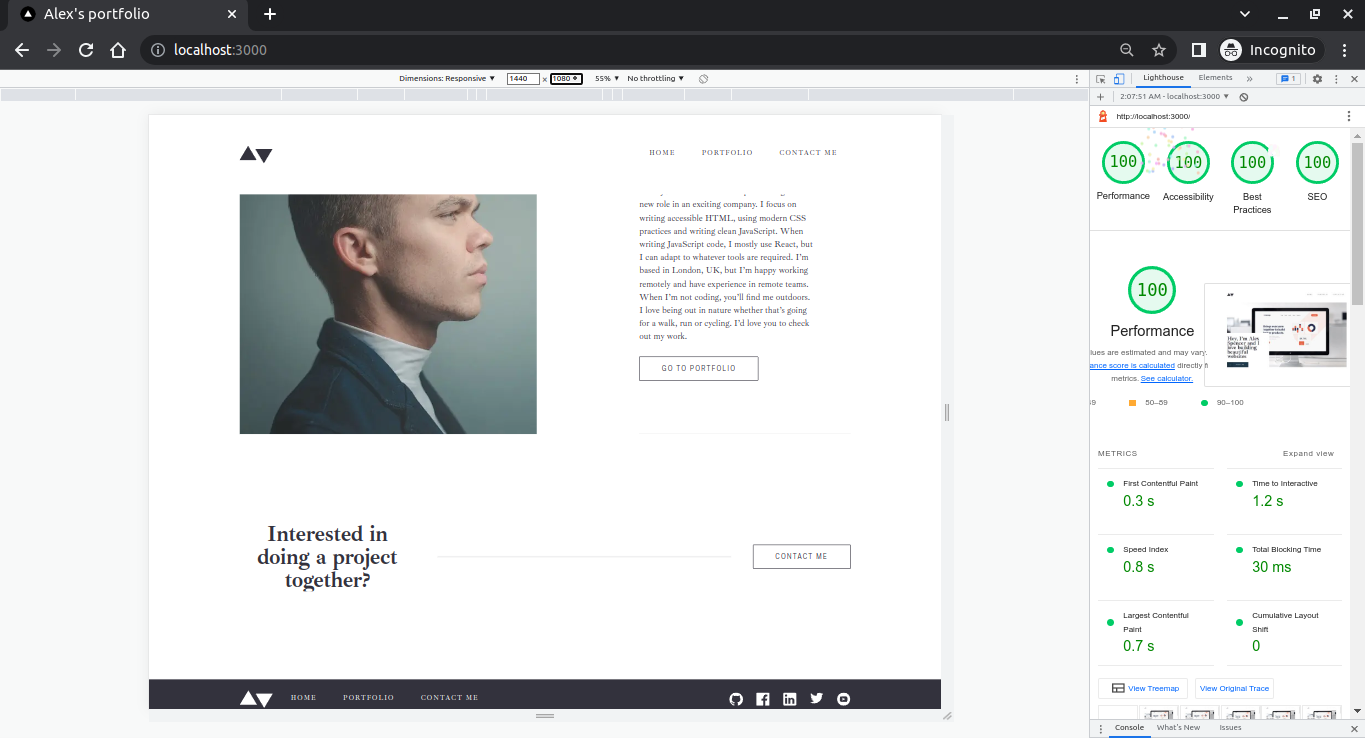 Alex's portfolio
localhost:3000
Incognito
Dimensions: Responsive
1440 × 1080
55%
No throttling
Lighthouse
Elements
1
2:07:51 AM - localhost:3000
http://localhost:3000/
HOME
PORTFOLIO
CONTACT ME
new role in an exciting company. I focus on
writing accessible HTML, using modern CSS
practices and writing clean JavaScript. When
writing JavaScript code, I mostly use React, but
I can adapt to whatever tools are required. I'm
based in London, UK, but I'm happy working
remotely and have experience in remote teams.
When I'm not coding, you'll find me outdoors.
I love being out in nature whether that's going
for a walk, run or cycling. I'd love you to check
out my work.
GO TO PORTFOLIO
Interested in
doing a project
together?
CONTACT ME
HOME
PORTFOLIO
CONTACT ME
100
100
100
100
Performance
Accessibility
Best
Practices
SEO
100
Performance
lues are estimated and may vary.
ance score is calculated directly
metrics. See calculator.
50–89
90–100
Hey, I'm Alex
Spencer and I
love building
beautiful
websites
METRICS
Expand view
First Contentful Paint
0.3 s
Time to Interactive
1.2 s
Speed Index
0.8 s
Total Blocking Time
30 ms
Largest Contentful
Paint
0.7 s
Cumulative Layout
Shift
0
View Treemap
View Original Trace
Console
What's New
Issues